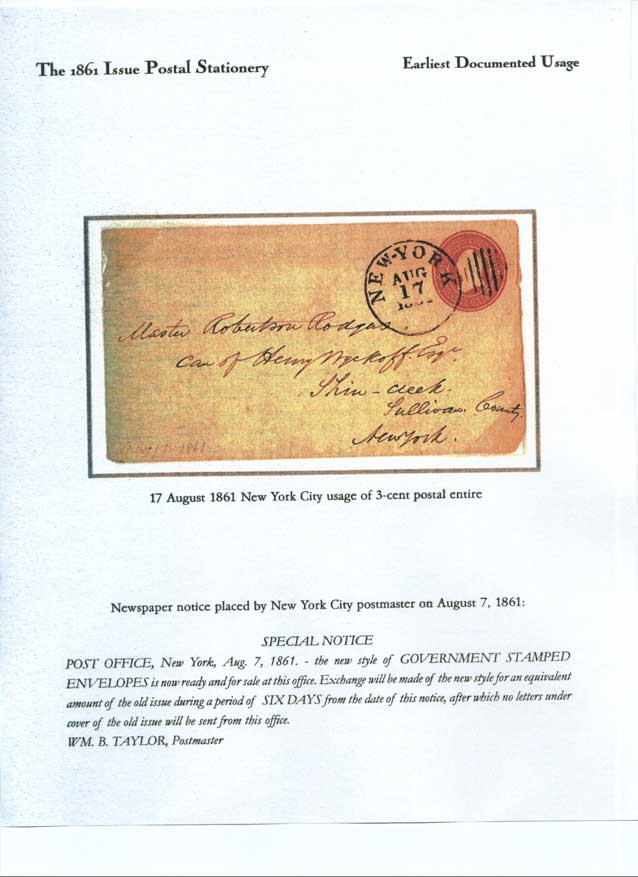 The 1861 Issue Postal Stationery
Earliest Documented Usage
NEW-YORK
AUG
17
Master Robertson Rodgers
Care of Henry Wyckoff. Esqr.
Shin-creek.
Sullivan. County.
New York.
1861
17 August 1861 New York City usage of 3-cent postal entire
Newspaper notice placed by New York City postmaster on August 7, 1861:
SPECIAL NOTICE
POST OFFICE, New York, Aug. 7, 1861. - the new style of GOVERNMENT STAMPED
ENVELOPES is now ready and for sale at this office. Exchange will be made of the new style for an equivalent
amount of the old issue during a period of SIX DAYS from the date of this notice, after which no letters under
cover of the old issue will be sent from this office.
WM. B. TAYLOR, Postmaster